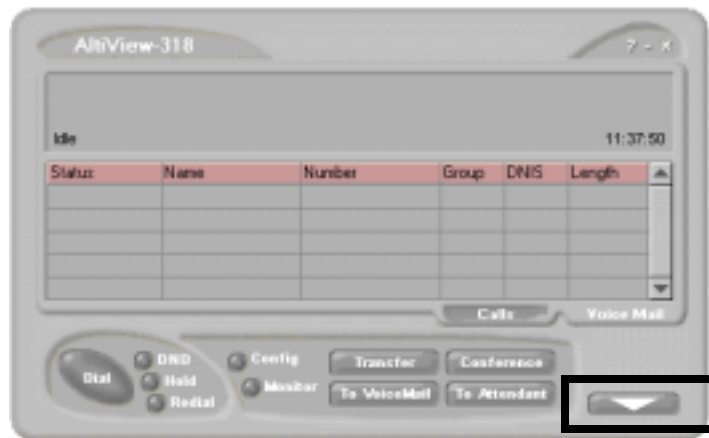 AltiView-318
? - X
Idle
11:37:50
Status Name Number Group DNIS Length
Calls Voice Mail
Dial
DND
Hold
Redial
Config
Monitor
Transfer Conference
To VoiceMail To Attendant